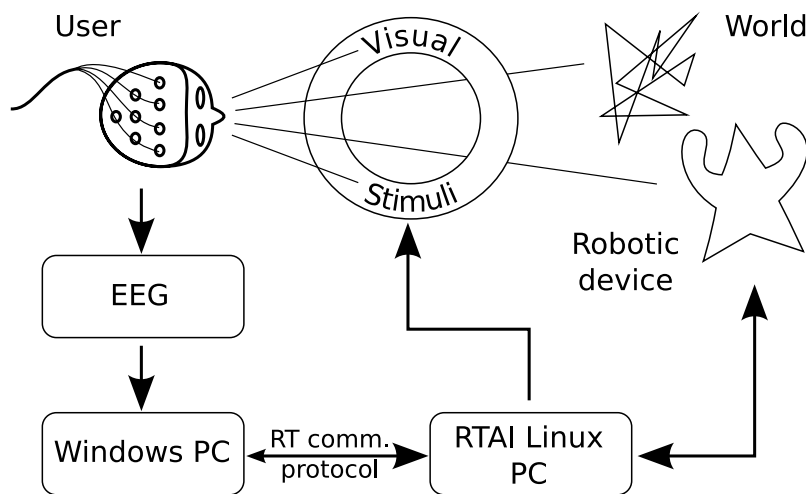 User
Visual
World
Stimuli
Robotic
device
EEG
Windows PC
RT comm.
protocol
RTAI Linux
PC